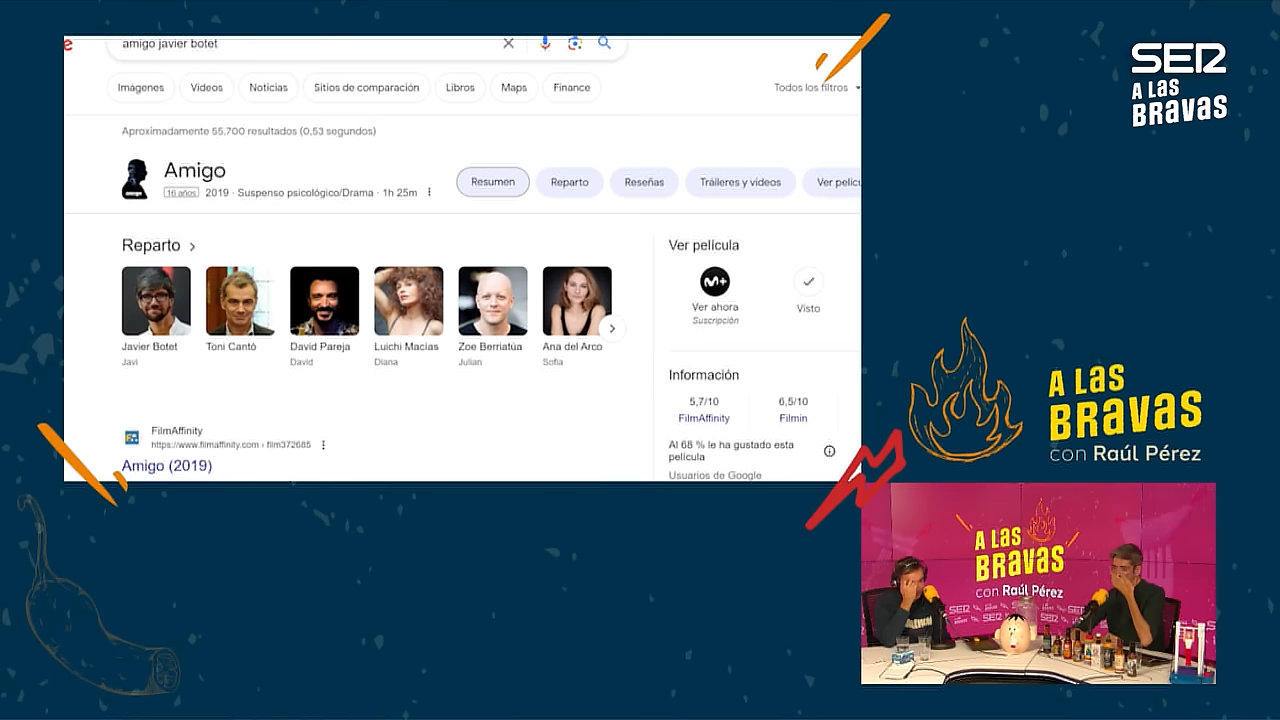 amigo javier botet
Imágenes
Videos
Noticias
Sitios de comparación
Libros
Maps
Finance
Todos los filtros
Aproximadamente 55.700 resultados (0,53 segundos)
Amigo
16 años 2019 · Suspenso psicológico/Drama · 1h 25m
Resumen
Reparto
Reseñas
Tráileres y videos
Ver pelícu
Reparto
Javier Botet
Javi
Toni Cantó
David Pareja
David
Luichi Macías
Diana
Zoe Berriatúa
Julian
Ana del Arco
Sofia
Ver película
M+
Ver ahora
Suscripción
Visto
Información
5,7/10
FilmAffinity
6,5/10
Filmin
Al 68 % le ha gustado esta
película
Usuarios de Google
FilmAffinity
https://www.filmaffinity.com › film372685
Amigo (2019)
SER
A LAS
BRAVAS
A LAS
BRAVAS
con Raúl Pérez
A LAS
BRAVAS
con Raúl Pérez
SER
SER
SER